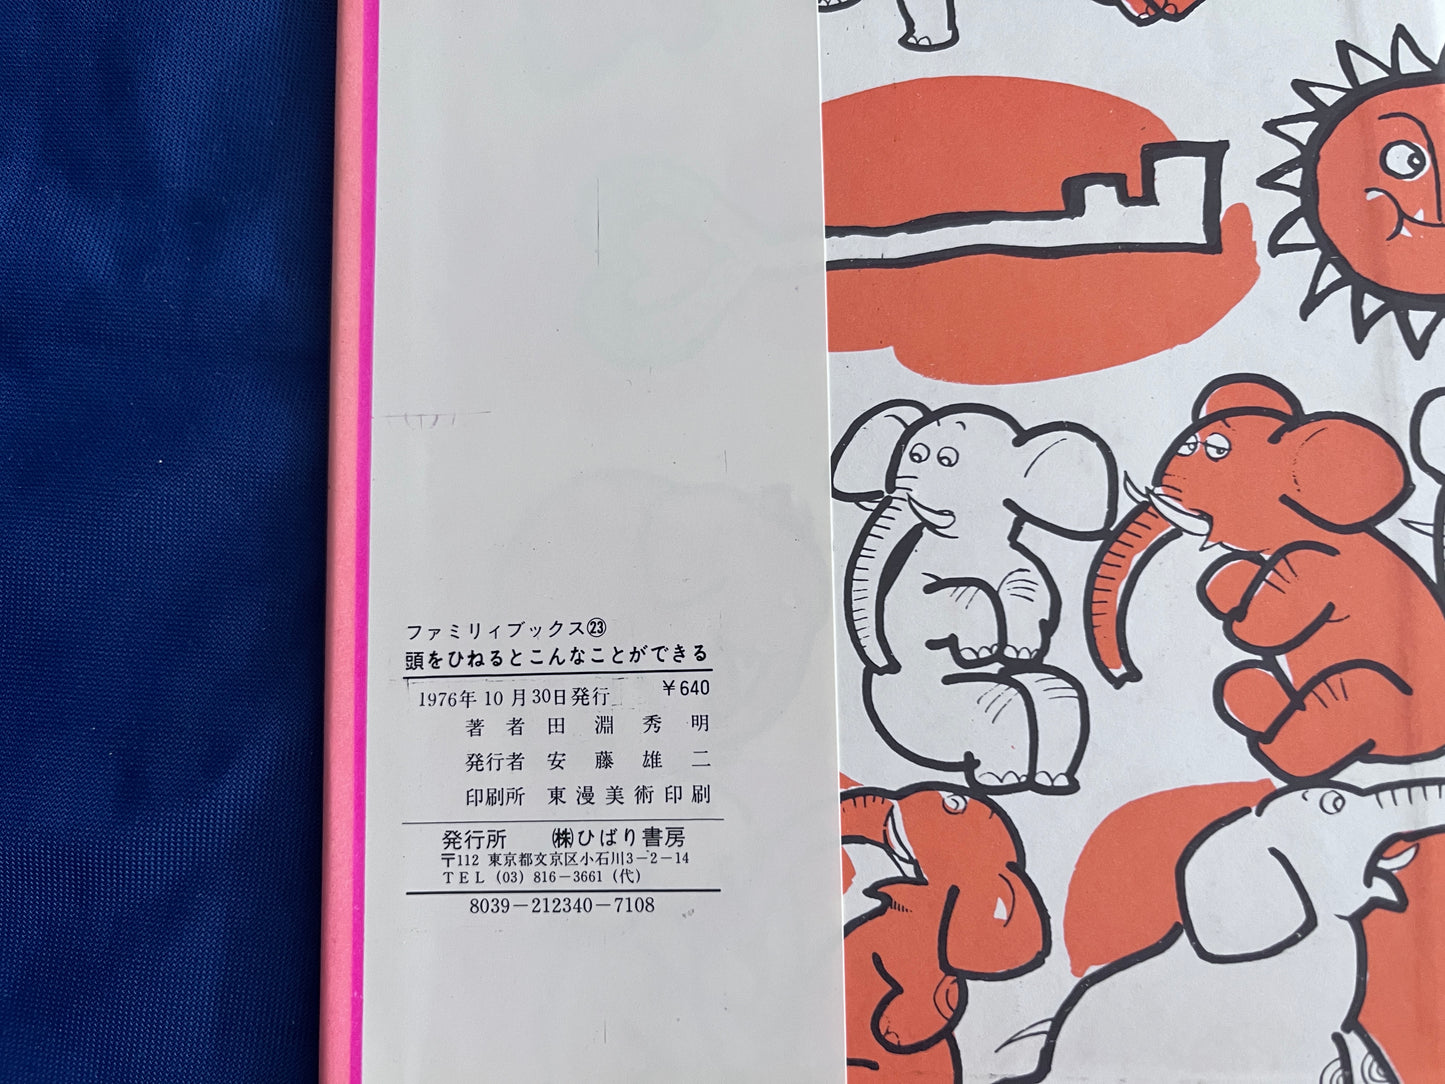 ファミリィブックス㉓
頭をひねるとこんなことができる
1976年10月30日発行 ¥640
著者 田淵秀明
発行者 安藤雄二
印刷所 東漫美術印刷
発行所 ㈱ひばり書房
〒112 東京都文京区小石川3-2-14
TEL (03) 816-3661 (代)
8039-212340-7108